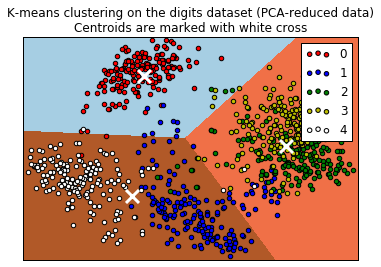 K-means clustering on the digits dataset (PCA-reduced data)
Centroids are marked with white cross
0
1
2
3
4